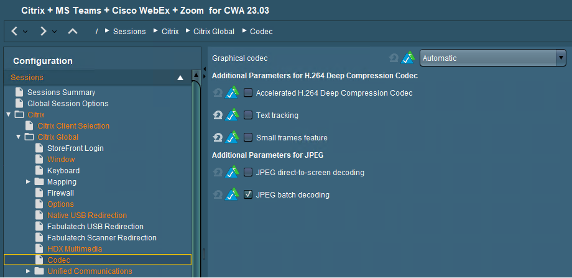 Citrix + MS Teams + Cisco WebEx + Zoom for CWA 23.03
/ Sessions Citrix Citrix Global Codec
Configuration
Sessions
Sessions Summary
Global Session Options
Citrix
Citrix Client Selection
Citrix Global
StoreFront Login
Window
Keyboard
Mapping
Firewall
Options
Native USB Redirection
Fabulatech USB Redirection
Fabulatech Scanner Redirection
HDX Multimedia
Codec
Unified Communications
Graphical codec Automatic
Additional Parameters for H.264 Deep Compression Codec
Accelerated H.264 Deep Compression Codec
Text tracking
Small frames feature
Additional Parameters for JPEG
JPEG direct-to-screen decoding
JPEG batch decoding